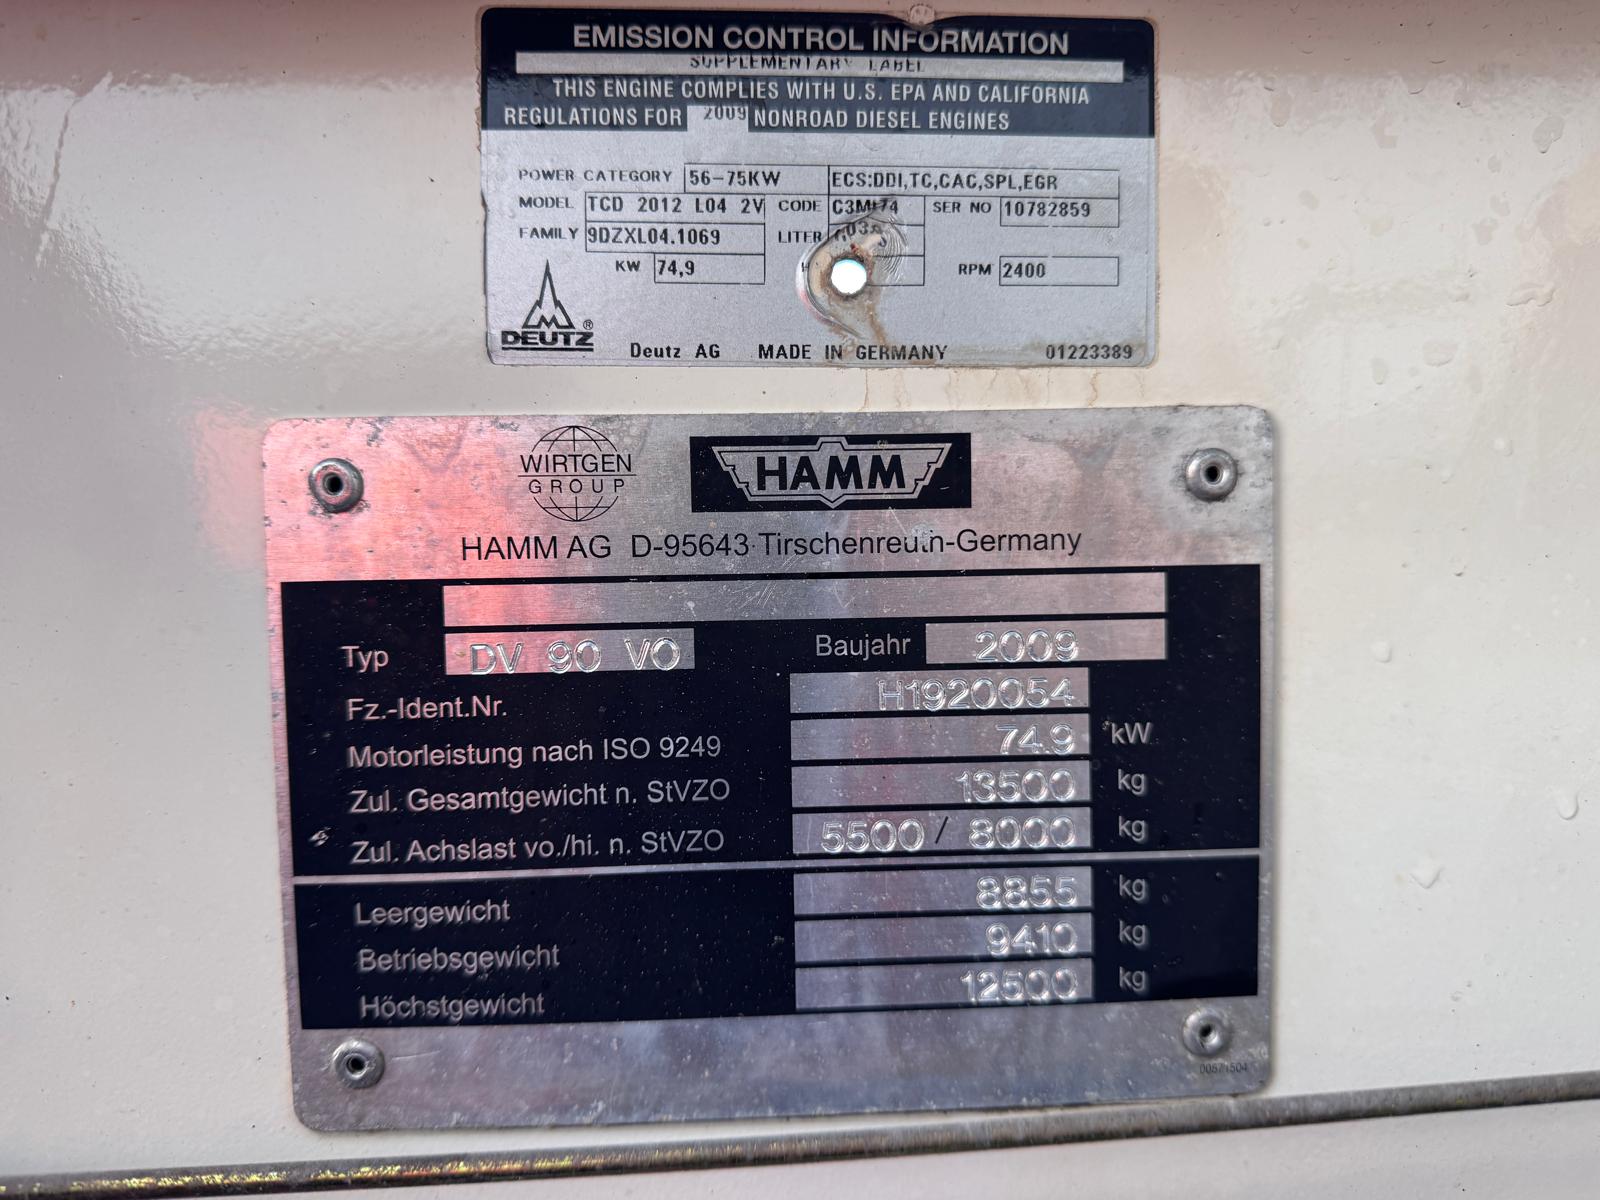 EMISSION CONTROL INFORMATION
SUPPLEMENTARY LABEL
THIS ENGINE COMPLIES WITH U.S. EPA AND CALIFORNIA
REGULATIONS FOR 2009 NONROAD DIESEL ENGINES
POWER CATEGORY 56-75KW ECS:DDI,TC,CAC,SPL,EGR
MODEL TCD 2012 L04 2V CODE SER NO 10782859
FAMILY 9DZXL04.1069 LITER
KW 74,9 RPM 2400
DEUTZ®
Deutz AG MADE IN GERMANY 01223389
WIRTGEN GROUP HAMM
HAMM AG D-95643 Tirschenreuth-Germany
Typ DV 90 VO Baujahr 2009
Fz.-Ident.Nr. H1920054
Motorleistung nach ISO 9249 74.9 kW
Zul. Gesamtgewicht n. StVZO 13500 kg
Zul. Achslast vo./hi. n. StVZO 5500 / 8000 kg
Leergewicht 8855 kg
Betriebsgewicht 9410 kg
Höchstgewicht 12500 kg